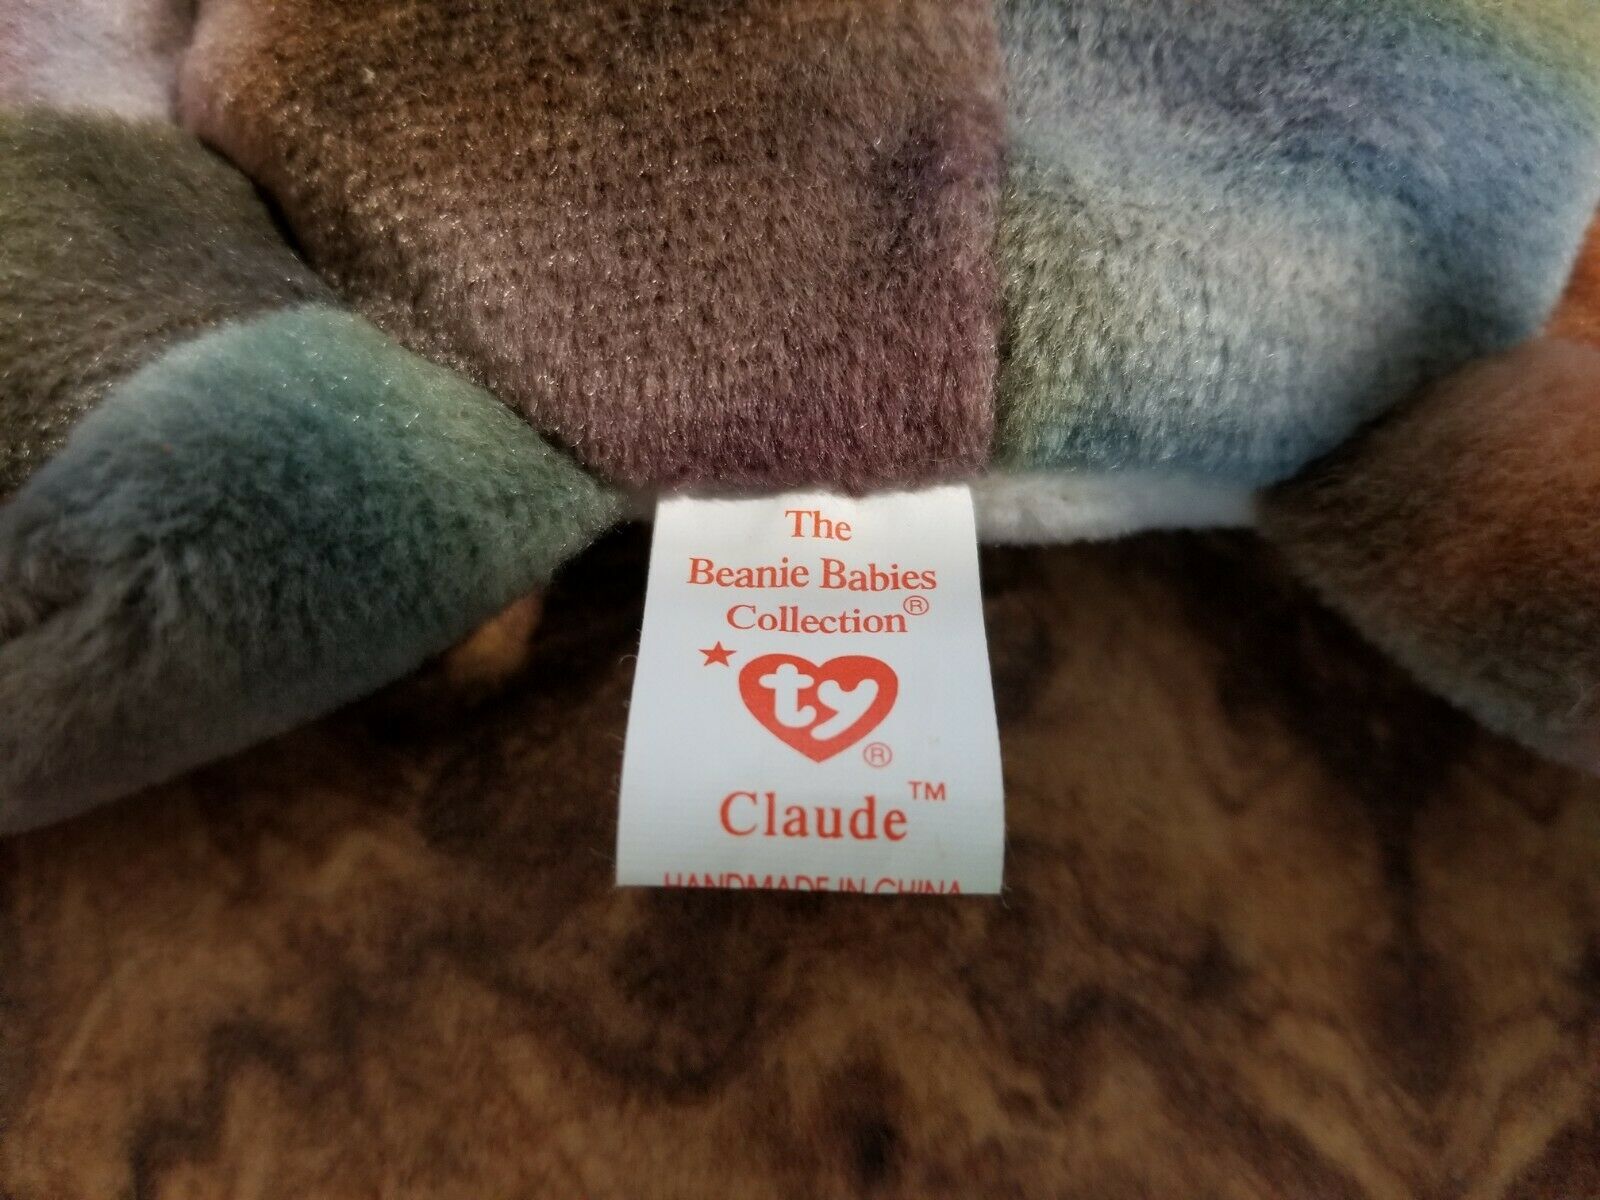 The
Beanie Babies
Collection®
★ ty ®
Claude™
HANDMADE IN CHINA